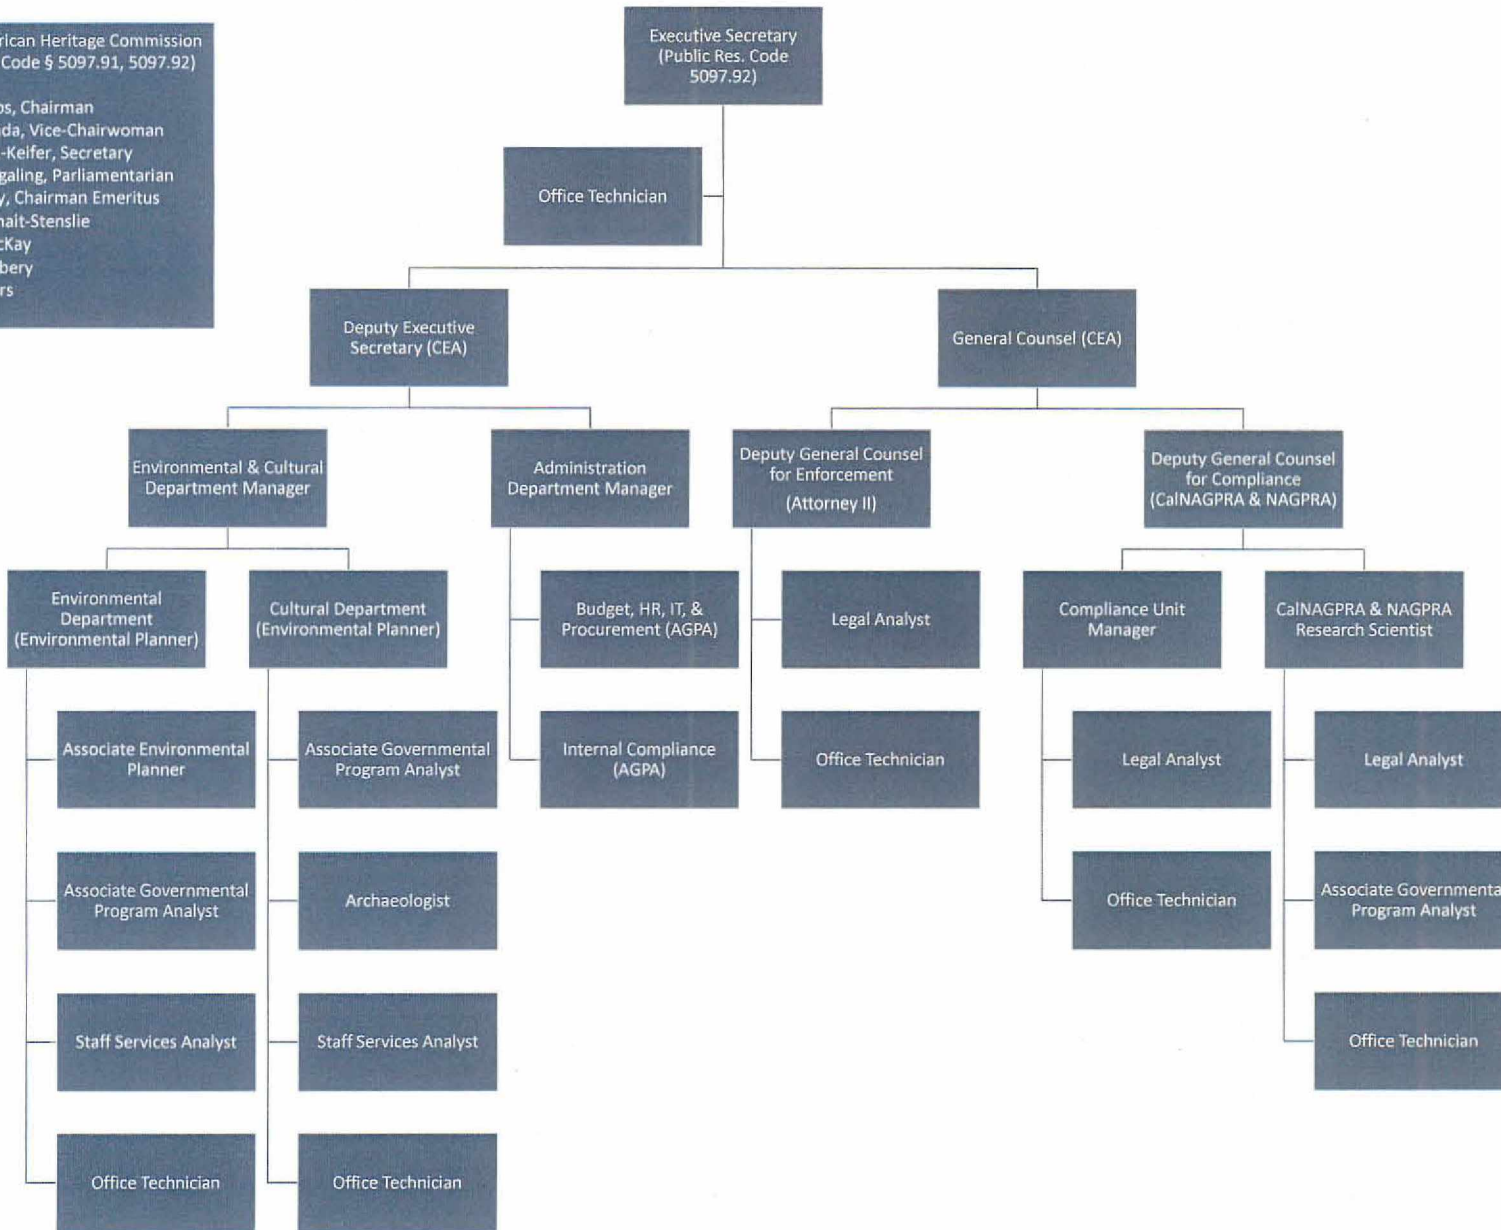 rican Heritage Commission
Code § 5097.91, 5097.92)
os, Chairman
da, Vice-Chairwoman
-Keifer, Secretary
galing, Parliamentarian
y, Chairman Emeritus
nait-Stenslie
cKay
bery
rs
Executive Secretary
(Public Res. Code
5097.92)
Office Technician
Deputy Executive
Secretary (CEA)
General Counsel (CEA)
Environmental & Cultural
Department Manager
Administration
Department Manager
Deputy General Counsel
for Enforcement
(Attorney II)
Deputy General Counsel
for Compliance
(CalNAGPRA & NAGPRA)
Environmental
Department
(Environmental Planner)
Cultural Department
(Environmental Planner)
Budget, HR, IT, &
Procurement (AGPA)
Legal Analyst
Compliance Unit
Manager
CalNAGPRA & NAGPRA
Research Scientist
Associate Environmental
Planner
Associate Governmental
Program Analyst
Internal Compliance
(AGPA)
Office Technician
Legal Analyst
Legal Analyst
Associate Governmental
Program Analyst
Archaeologist
Office Technician
Associate Governmenta
Program Analyst
Staff Services Analyst
Staff Services Analyst
Office Technician
Office Technician
Office Technician